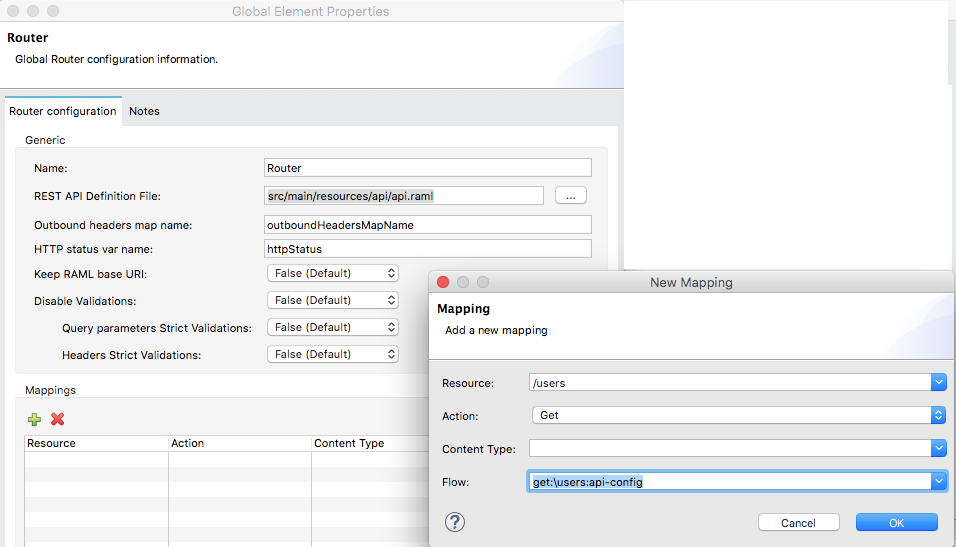 Global Element Properties
Router
Global Router configuration information.
Router configuration Notes
Generic
Name: Router
REST API Definition File: src/main/resources/api/api.raml ...
Outbound headers map name: outboundHeadersMapName
HTTP status var name: httpStatus
Keep RAML base URI: False (Default)
Disable Validations: False (Default)
Query parameters Strict Validations: False (Default)
Headers Strict Validations: False (Default)
Mappings
Resource Action Content Type
New Mapping
Mapping
Add a new mapping
Resource: /users
Action: Get
Content Type:
Flow: get:\users:api-config
? Cancel OK